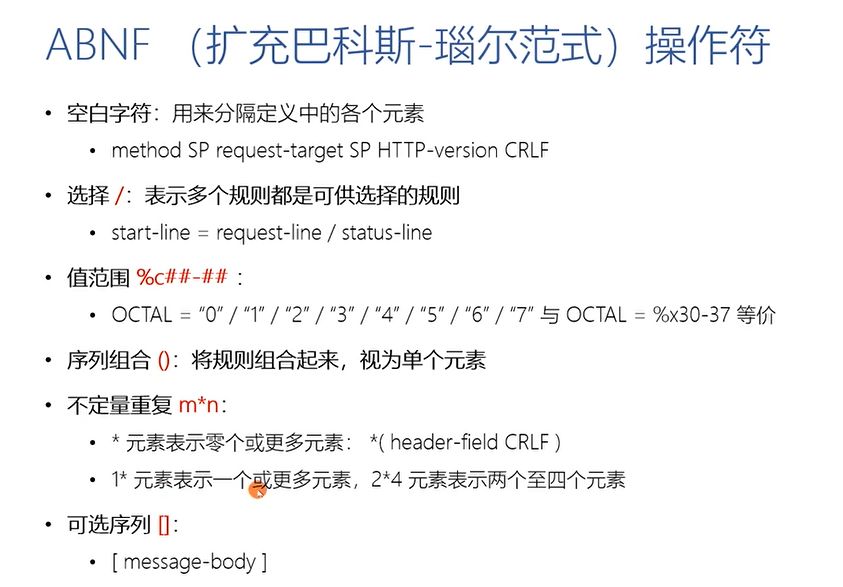 ABNF （扩充巴科斯-瑙尔范式）操作符
• 空白字符：用来分隔定义中的各个元素
• method SP request-target SP HTTP-version CRLF
• 选择 /：表示多个规则都是可供选择的规则
• start-line = request-line / status-line
• 值范围 %c##-## ：
• OCTAL = “0” / “1” / “2” / “3” / “4” / “5” / “6” / “7” 与 OCTAL = %x30-37 等价
• 序列组合 ()：将规则组合起来，视为单个元素
• 不定量重复 m*n：
• * 元素表示零个或更多元素： *( header-field CRLF )
• 1* 元素表示一个或更多元素，2*4 元素表示两个至四个元素
• 可选序列 []：
• [ message-body ]